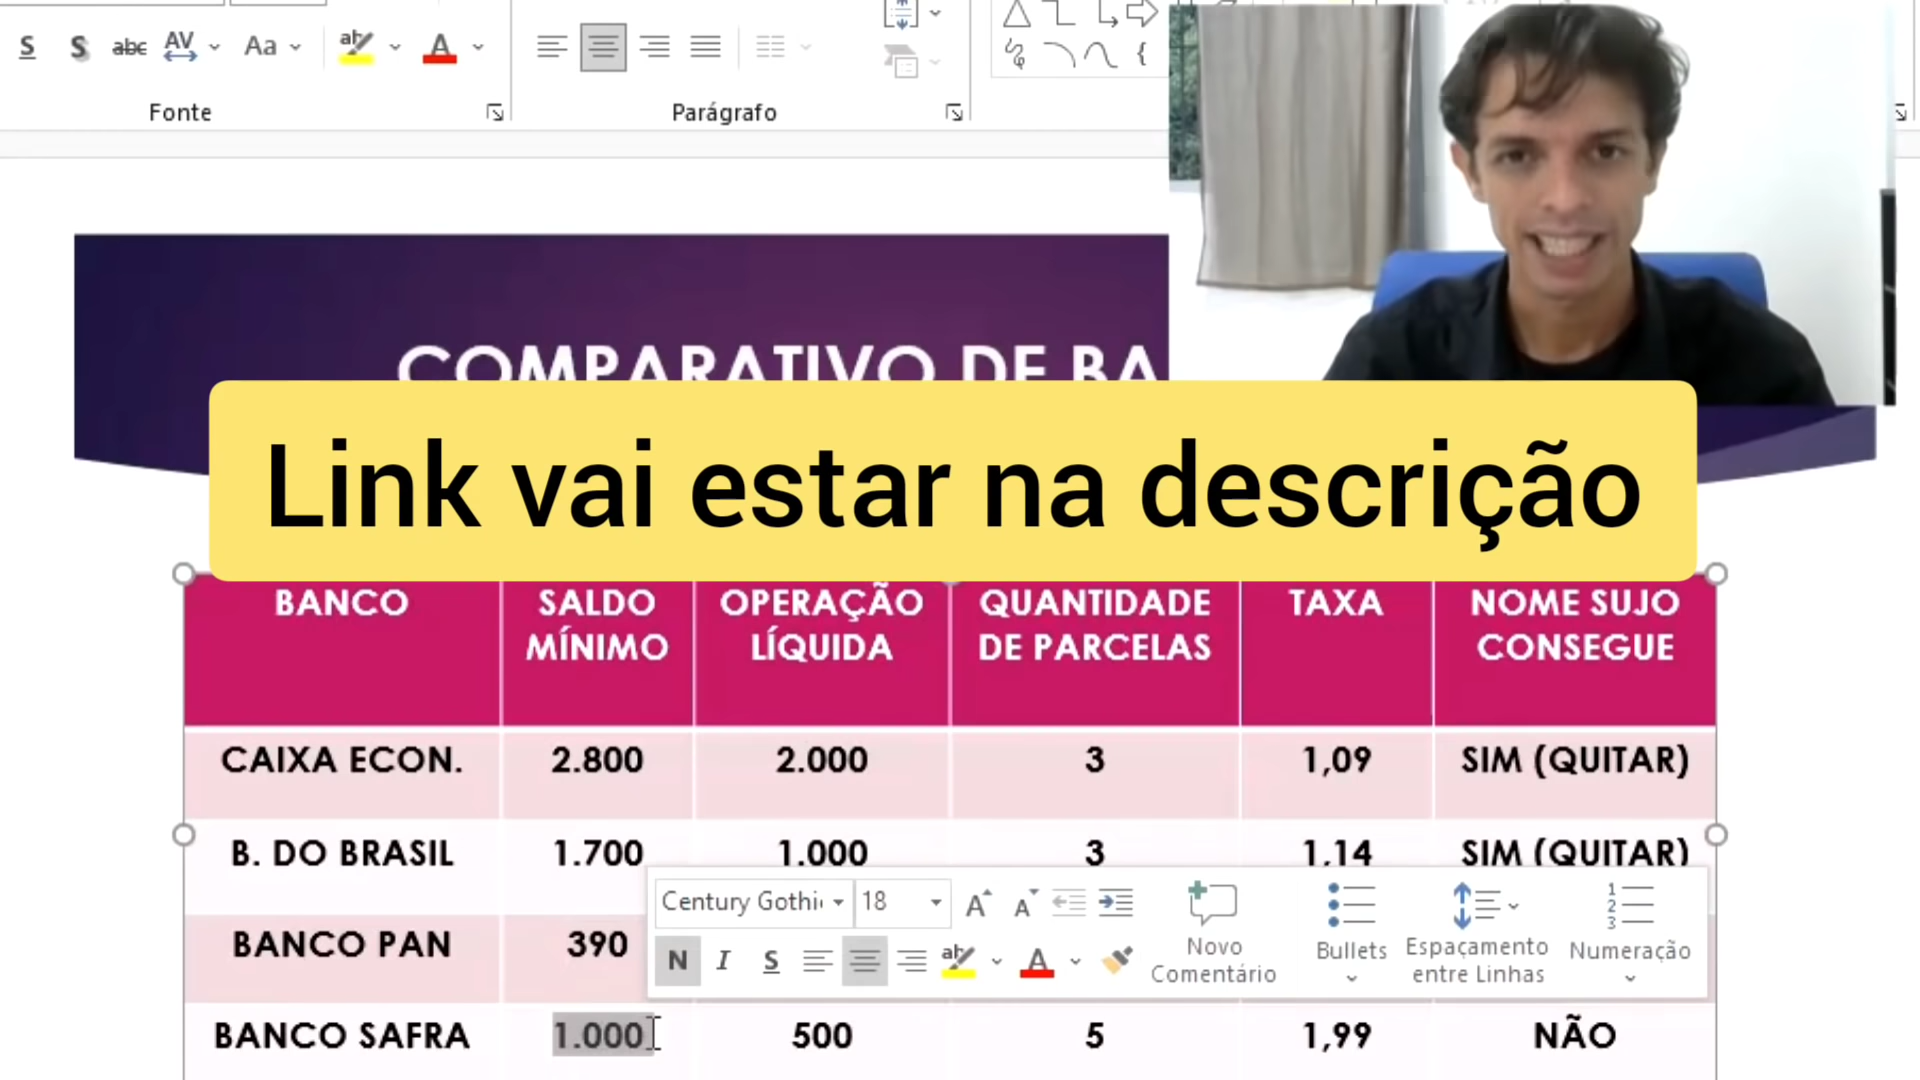 S S abc AV Aa ab A
Fonte
Parágrafo
COMPARATIVO DE BA
Link vai estar na descrição
BANCO
SALDO MÍNIMO
OPERAÇÃO LÍQUIDA
QUANTIDADE DE PARCELAS
TAXA
NOME SUJO CONSEGUE
CAIXA ECON. 2.800 2.000 3 1,09 SIM (QUITAR)
B. DO BRASIL 1.700 1.000 3 1,14 SIM (QUITAR)
Century Gothi 18 A A
N I S ab A
Novo Comentário
Bullets
Espaçamento entre Linhas
Numeração
BANCO PAN 390
BANCO SAFRA 1.000 500 5 1,99 NÃO